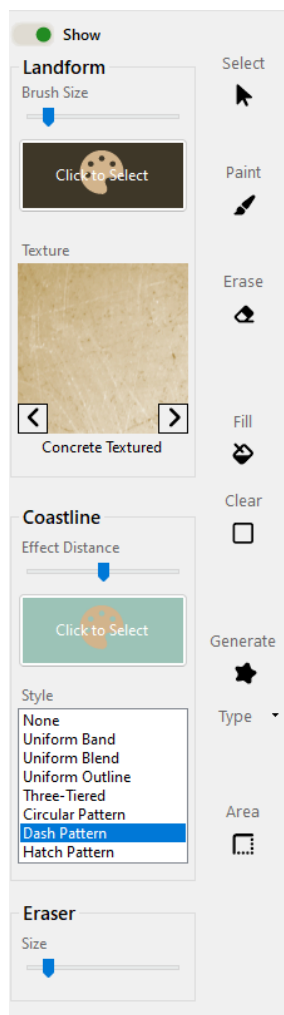 Show
Landform
Brush Size
Click to Select
Texture
Concrete Textured
Coastline
Effect Distance
Click to Select
Style
None
Uniform Band
Uniform Blend
Uniform Outline
Three-Tiered
Circular Pattern
Dash Pattern
Hatch Pattern
Eraser
Size
Select
Paint
Erase
Fill
Clear
Generate
Type
Area